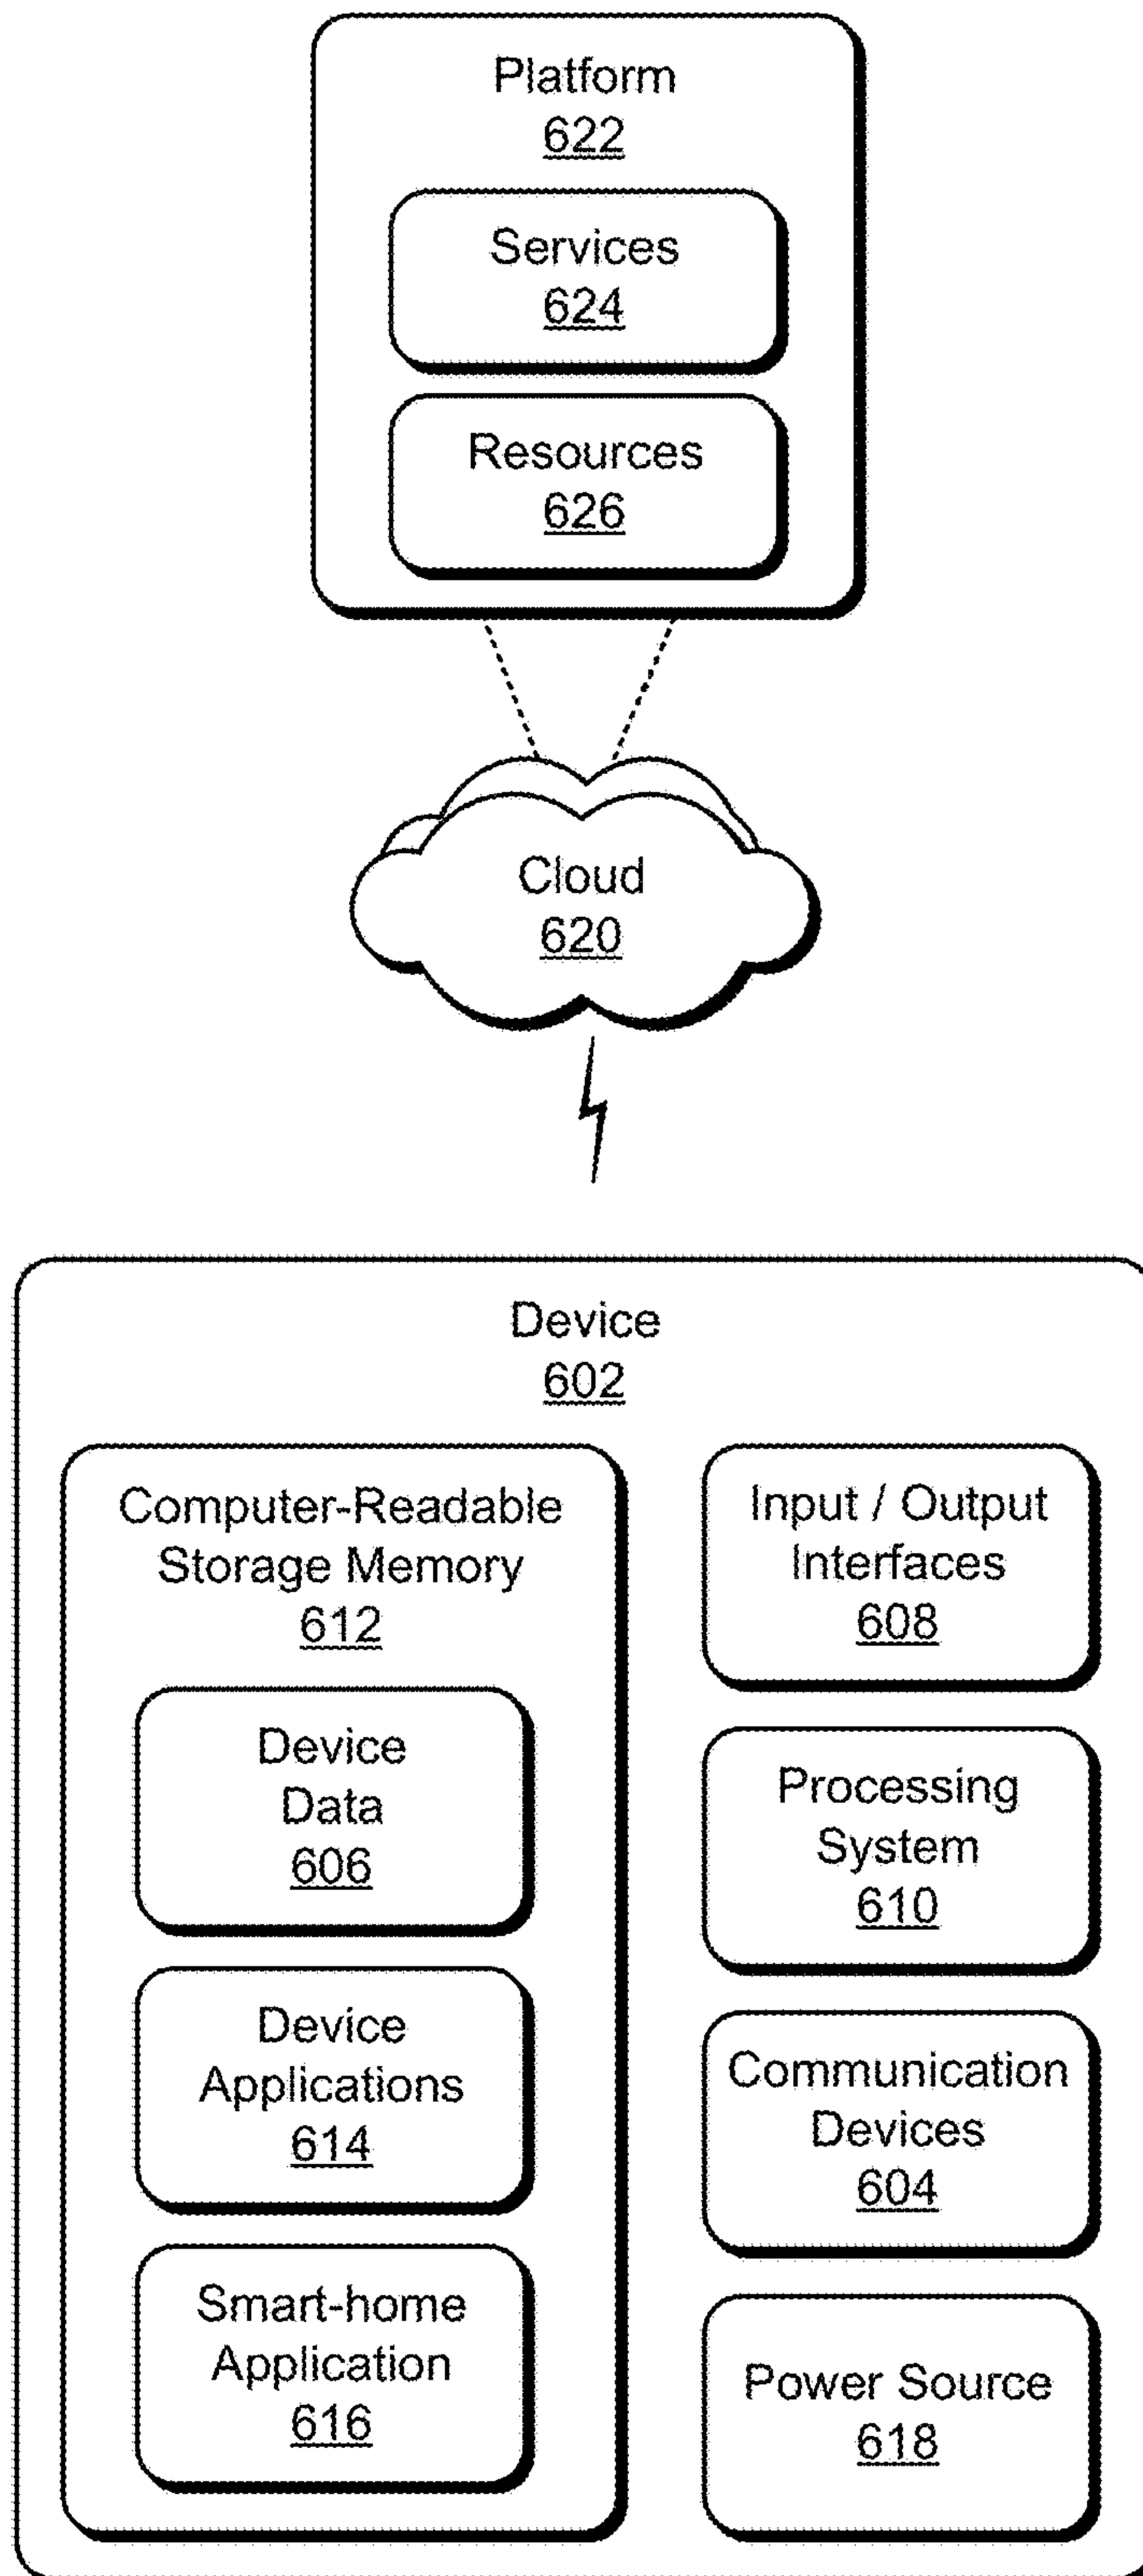 Platform
622
Services
624
Resources
626
Cloud
620
Device
602
Computer-Readable
Storage Memory
612
Device
Data
606
Device
Applications
614
Smart-home
Application
616
Input / Output
Interfaces
608
Processing
System
610
Communication
Devices
604
Power Source
618